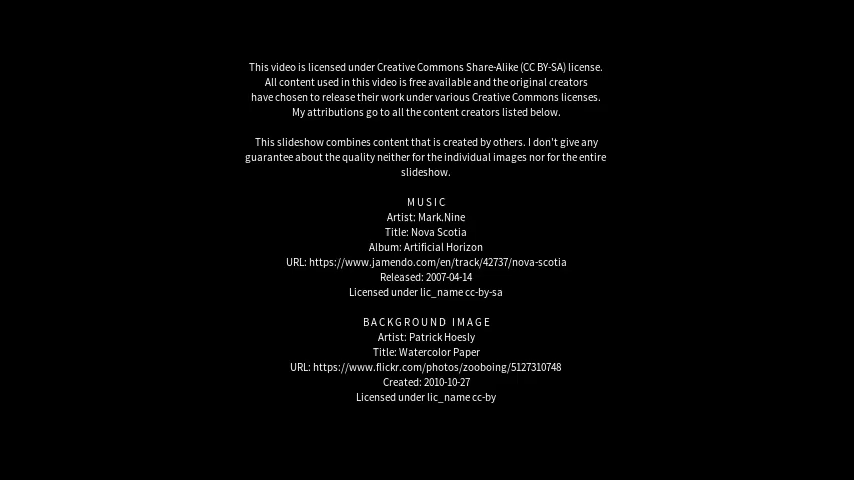 This video is licensed under Creative Commons Share-Alike (CC BY-SA) license.
All content used in this video is free available and the original creators
have chosen to release their work under various Creative Commons licenses.
My attributions go to all the content creators listed below.
This slideshow combines content that is created by others. I don't give any
guarantee about the quality neither for the individual images nor for the entire
slideshow.
MUSIC
Artist: Mark.Nine
Title: Nova Scotia
Album: Artificial Horizon
URL: https://www.jamendo.com/en/track/42737/nova-scotia
Released: 2007-04-14
Licensed under lic_name cc-by-sa
BACKGROUND IMAGE
Artist: Patrick Hoesly
Title: Watercolor Paper
URL: https://www.flickr.com/photos/zooboing/5127310748
Created: 2010-10-27
Licensed under lic_name cc-by